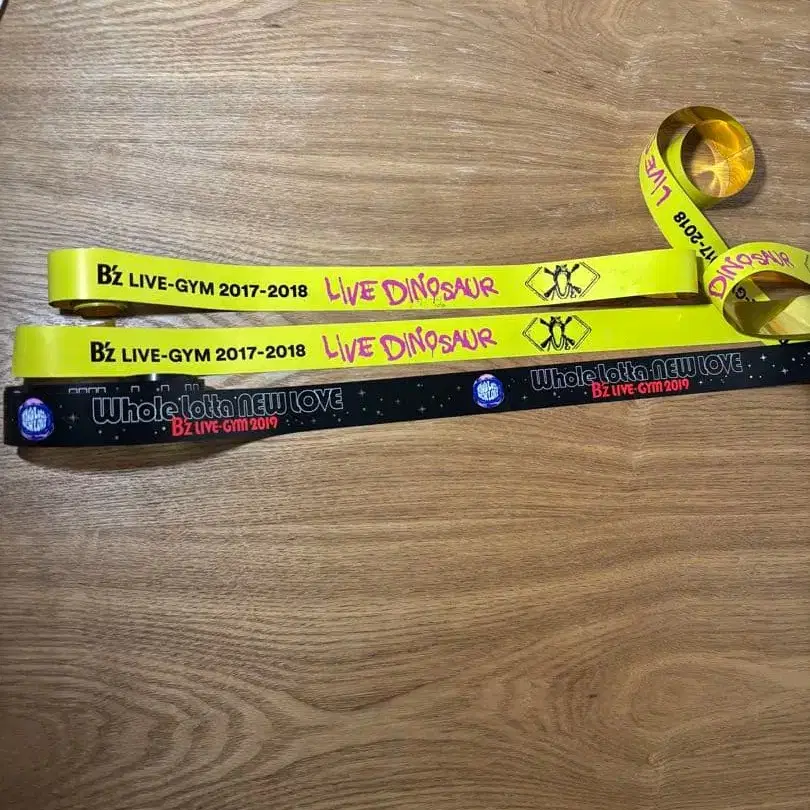 LIVE
17-2018
DINOSAUR
B'z LIVE-GYM 2017-2018 LIVE DINOSAUR
B'z LIVE-GYM 2017-2018 LIVE DINOSAUR
Whole Lotta NEW LOVE
B'z LIVE-GYM 2019
Whole Lotta NEW LOVE
B'z LIVE-GYM 2019